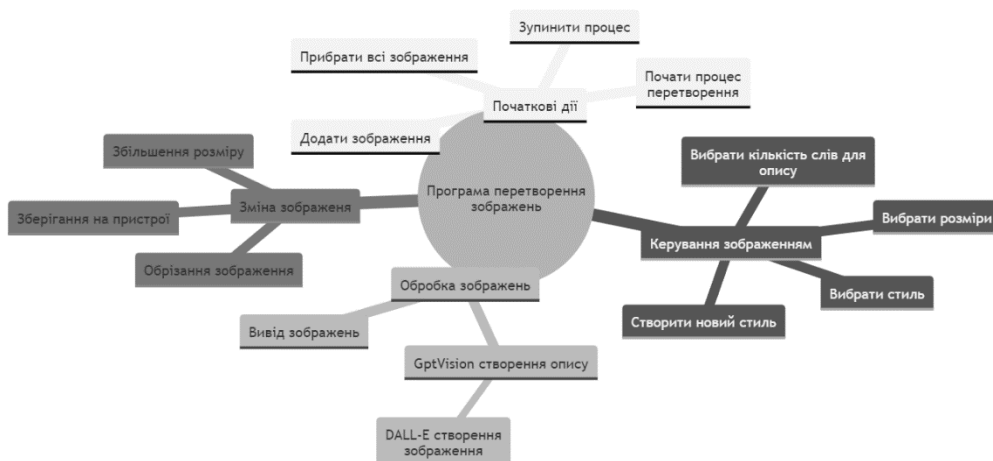 Зупинити процес
Прибрати всі зображення
Почати процес
перетворення
Початкові дії
Додати зображення
Збільшення розміру
Вибрати кількість слів для
опису
Програма перетворення
зображень
Зберігання на пристрої
Зміна зображеня
Вибрати розміри
Керування зображенням
Обрізання зображення
Обробка зображень
Вибрати стиль
Створити новий стиль
Вивід зображень
GptVision створення опису
DALL-E створення
зображення